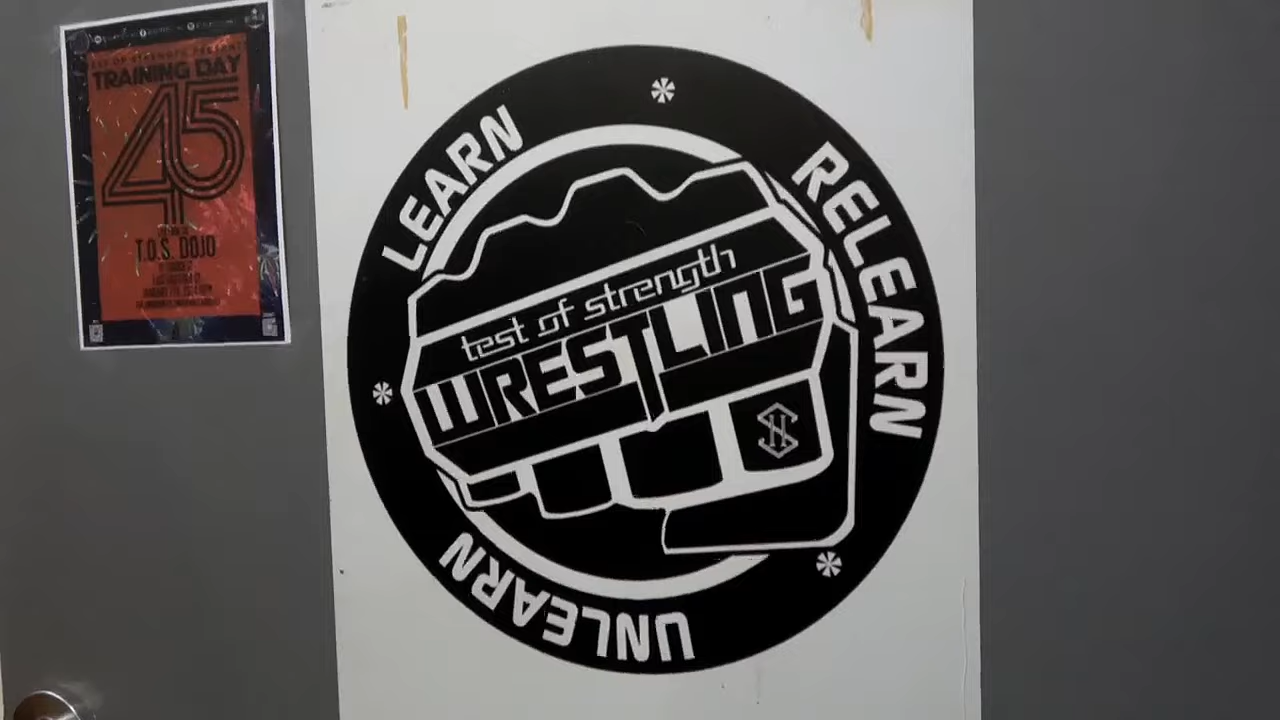 TRAINING DAY
45
T.O.S. DOJO
LEARN
RELEARN
UNLEARN
test of strength
WRESTLING